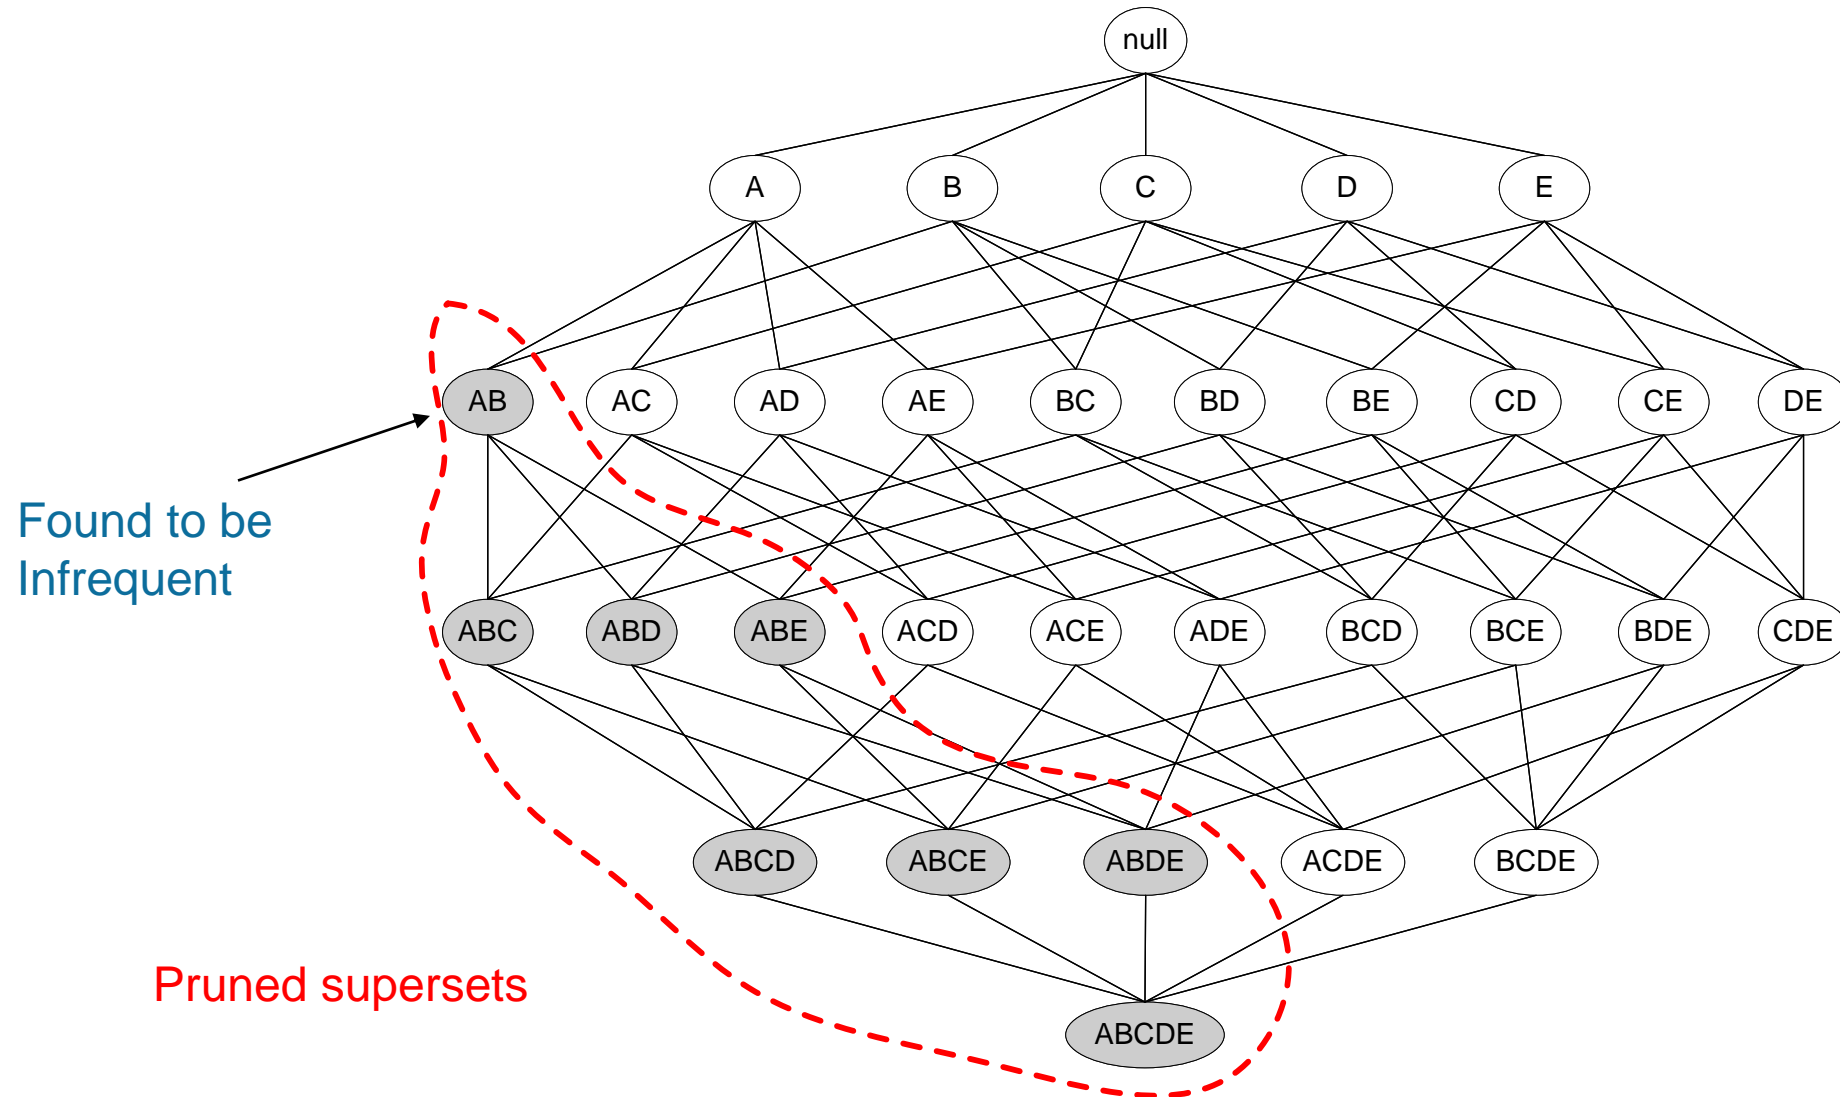 null
A B C D E
AB AC AD AE BC BD BE CD CE DE
Found to be
Infrequent
ABC ABD ABE ACD ACE ADE BCD BCE BDE CDE
ABCD ABCE ABDE ACDE BCDE
Pruned supersets
ABCDE